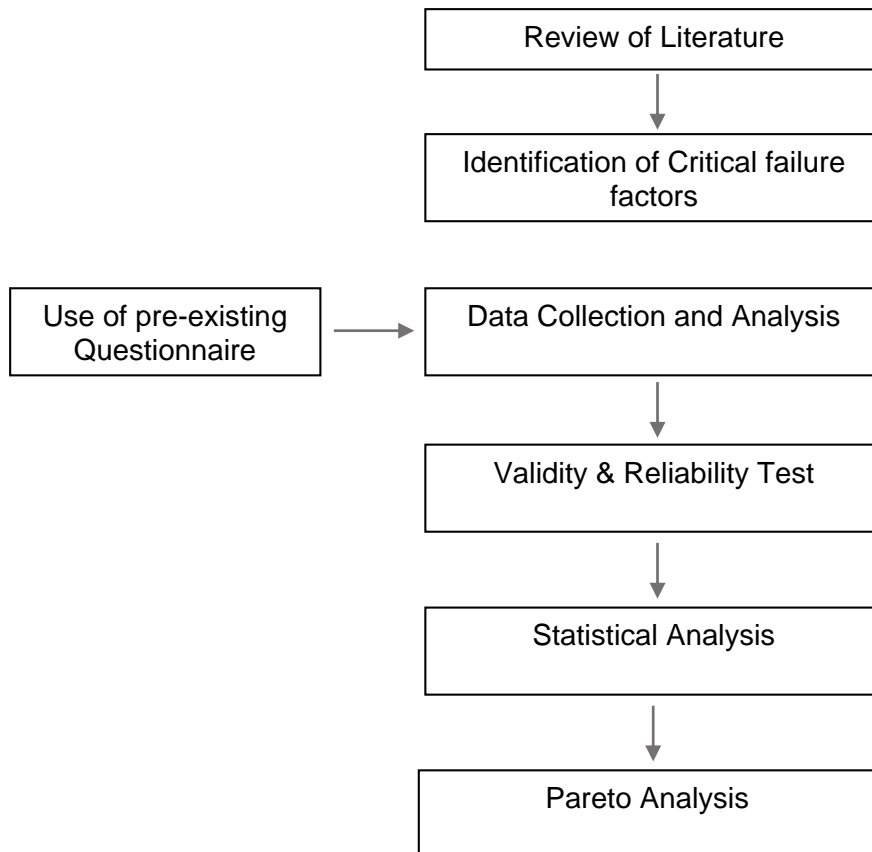 Review of Literature
Identification of Critical failure
factors
Use of pre-existing
Questionnaire
Data Collection and Analysis
Validity & Reliability Test
Statistical Analysis
Pareto Analysis